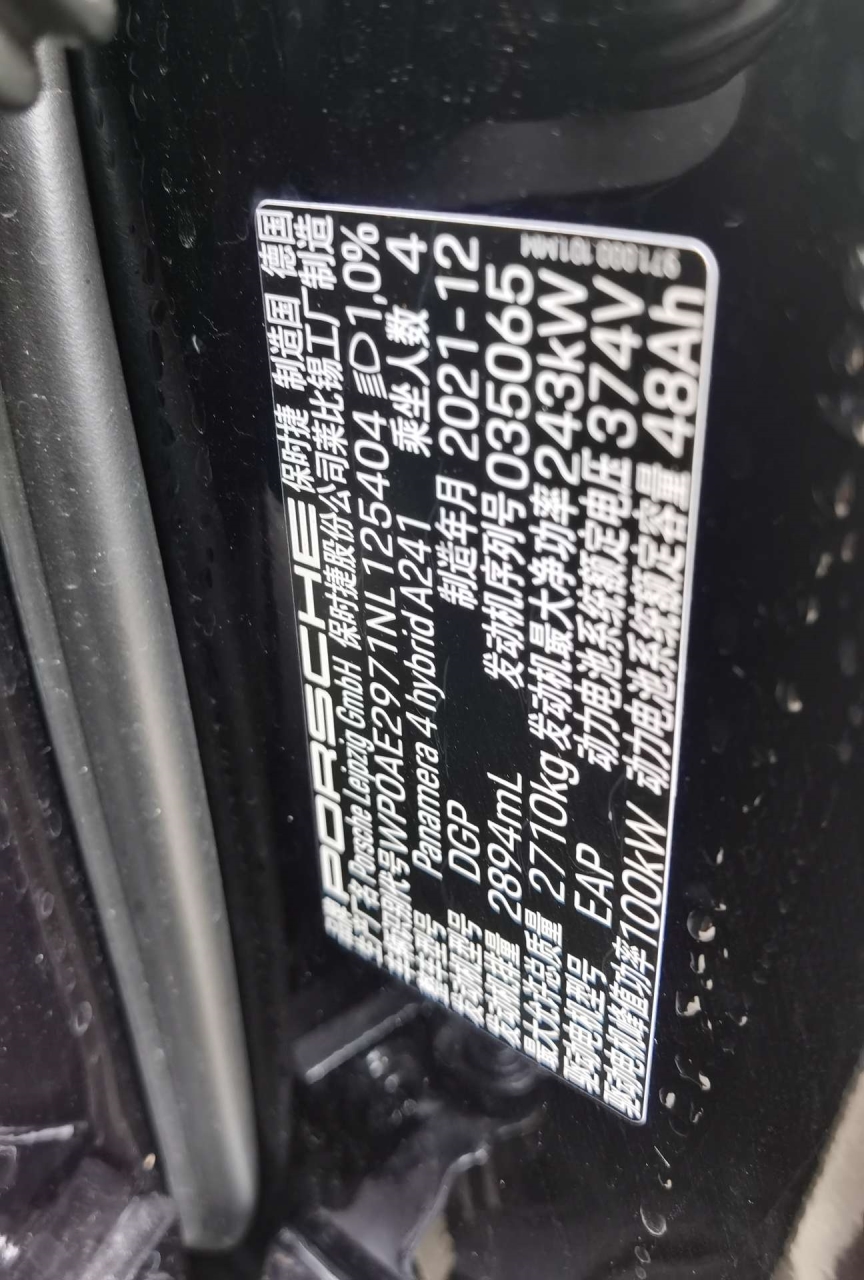 品牌 PORSCHE 保时捷 制造国 德国
生产厂名 Porsche Leipzig GmbH 保时捷股份公司莱比锡工厂制造
车辆识别代号 WP0AE2971NL125404 1,0%
整车型号 Panamera 4 hybrid A241 乘坐人数 4
发动机型号 DGP 制造年月 2021-12
发动机排量 2894mL 发动机序列号 035065
最大允许总质量 2710kg 发动机最大净功率 243kW
驱动电机型号 EAP 动力电池系统额定电压 374V
驱动电机峰值功率 100kW 动力电池系统额定容量 48Ah